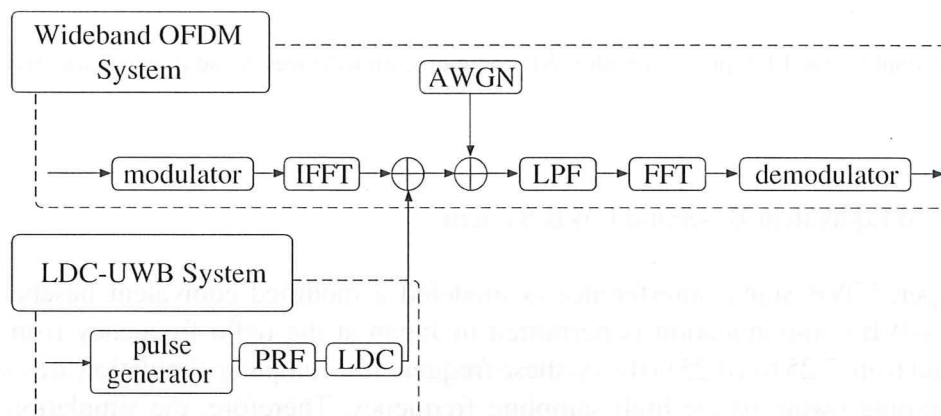 Wideband OFDM
System
AWGN
modulator
IFFT
LPF
FFT
demodulator
LDC-UWB System
pulse
generator
PRF
LDC